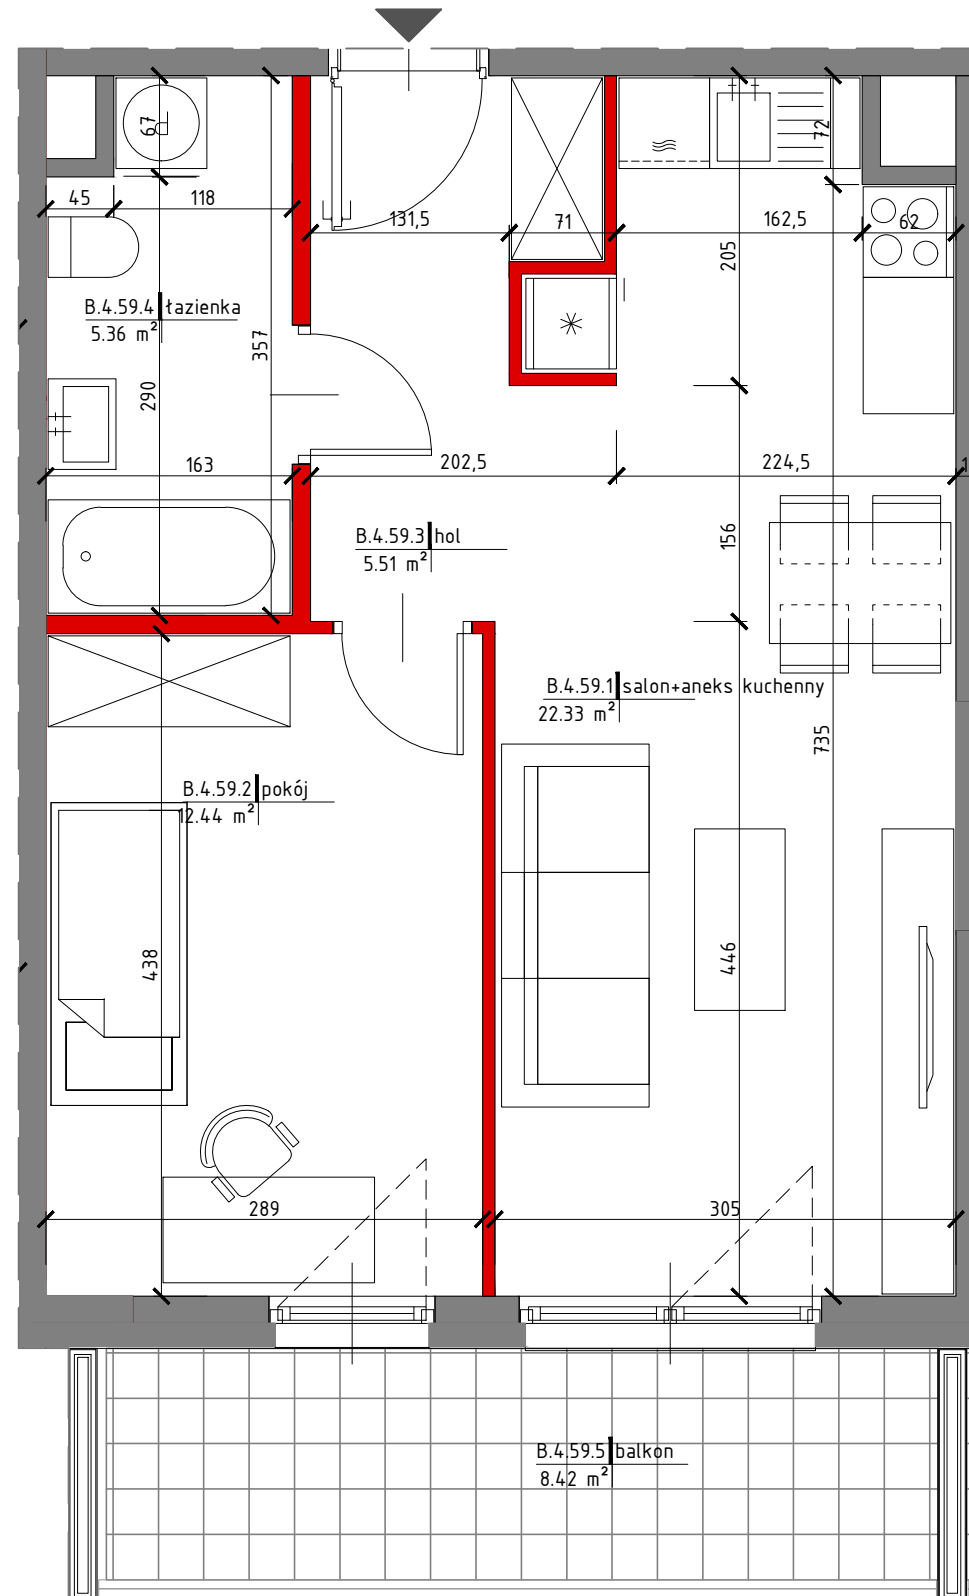 67
72
45
118
131,5
71
162,5
62
205
B.4.59.4 łazienka
5.36 m²
357
290
163
202,5
224,5
1
B.4.59.3 hol
5.51 m²
156
B.4.59.1 salon+aneks kuchenny
22.33 m²
735
B.4.59.2 pokój
12.44 m²
438
446
289
305
B.4.59.5 balkon
8.42 m²